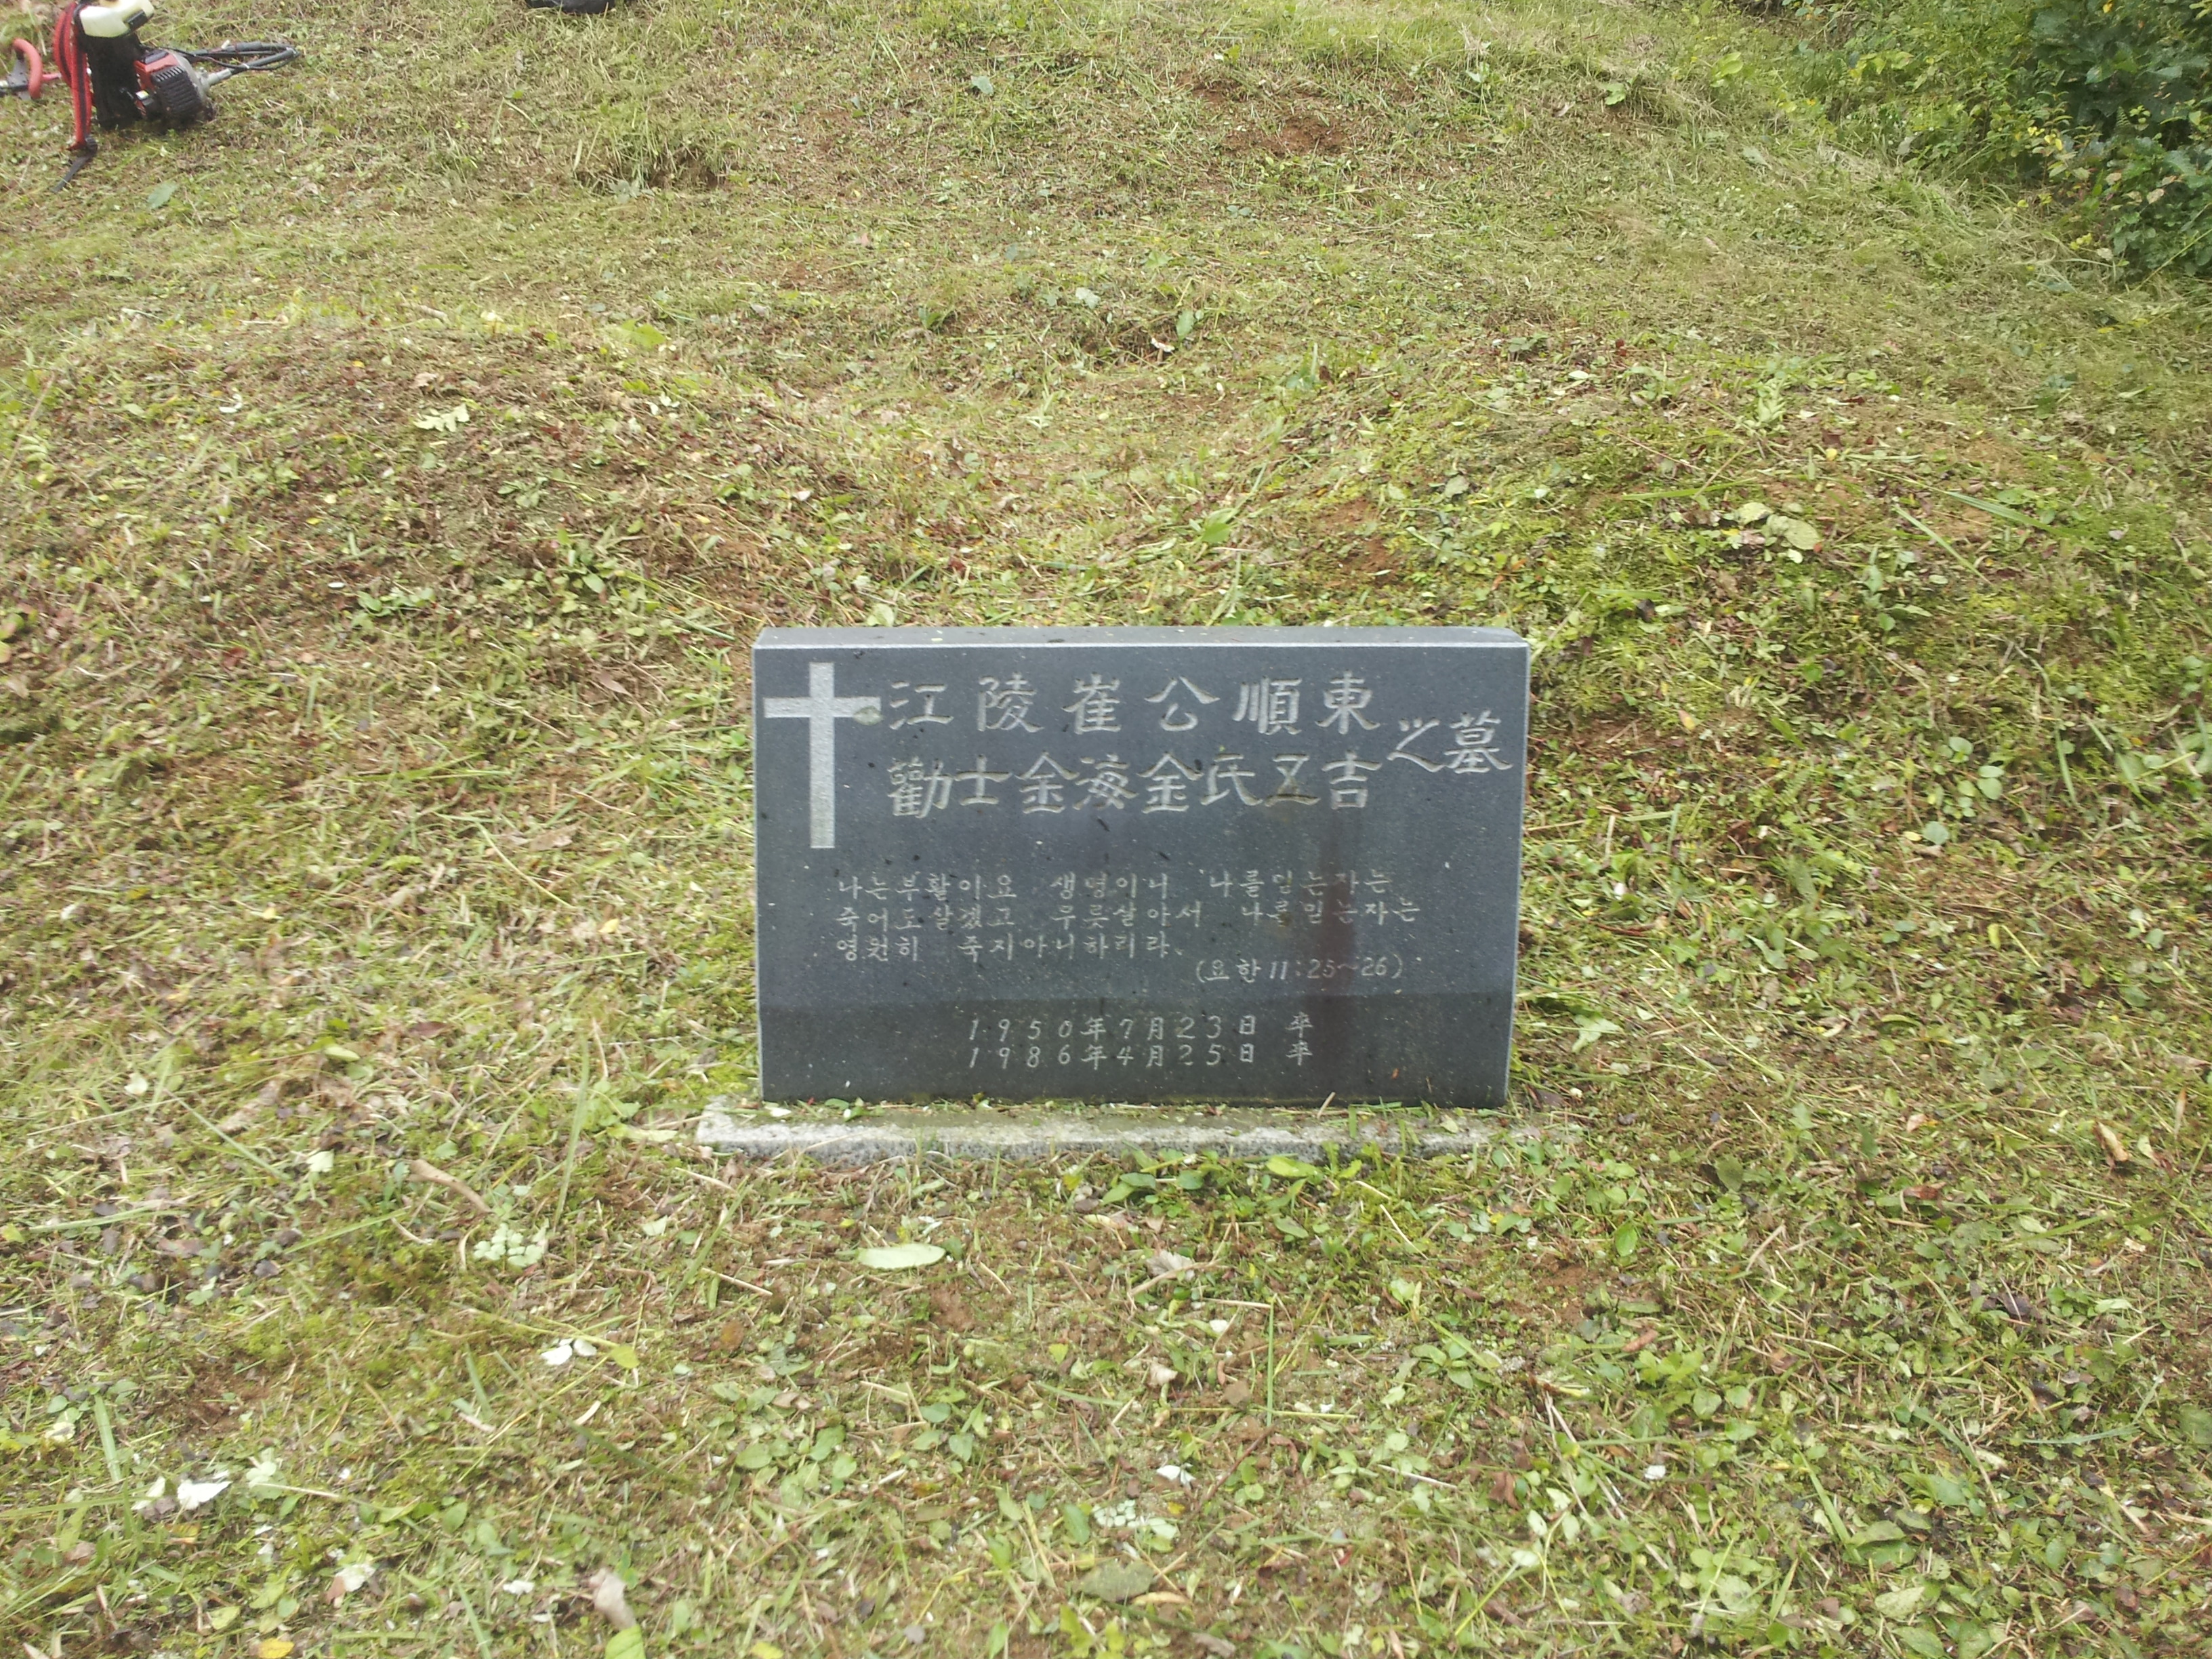 江陵崔公順東
勸士金海金氏五吉
之墓
나는부활이요 생명이니 나를믿는자는
죽어도살겠고 무릇살아서 나를믿는자는
영원히 죽지아니하리라
(요한 11:25~26)
1950年7月23日 卒
1986年4月25日 卒